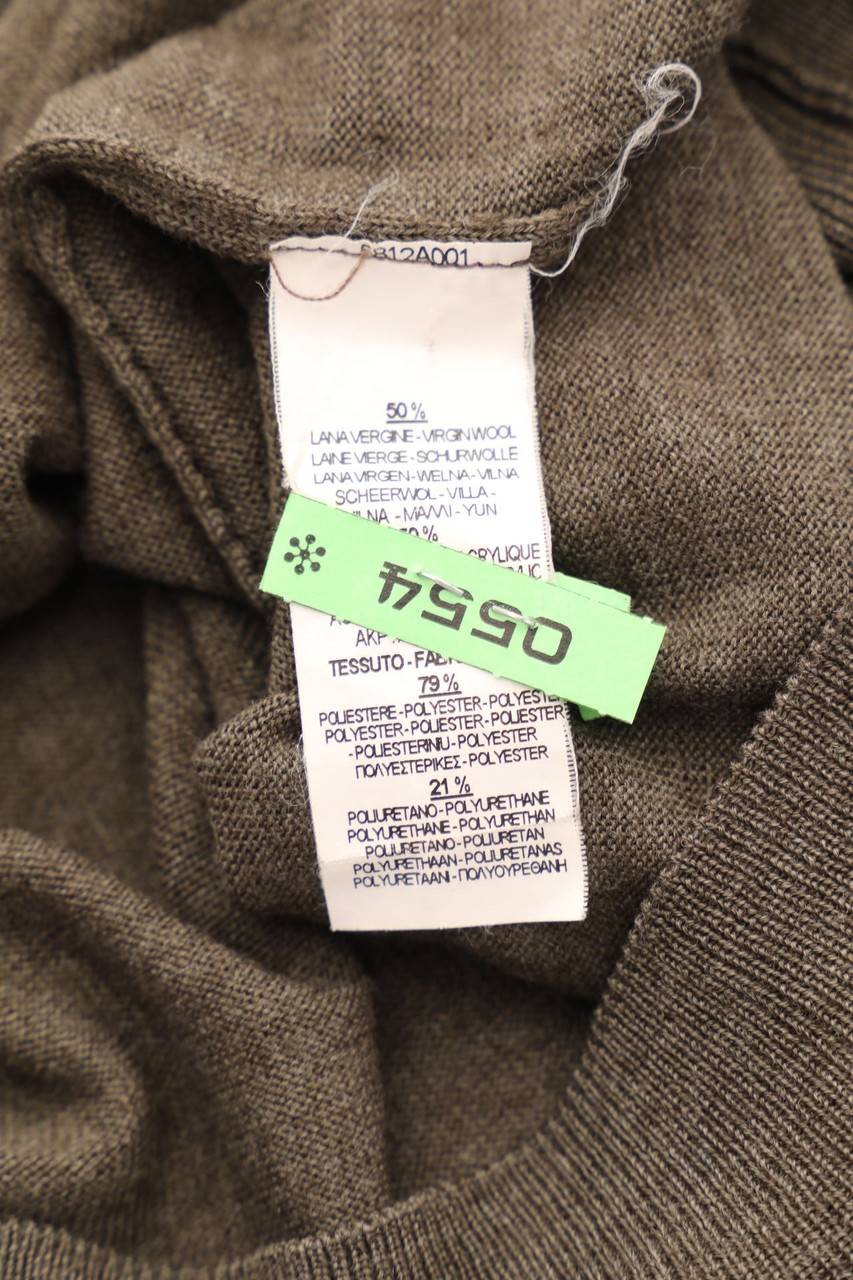 50%
LANA VERGINE - VIRGIN WOOL
LAINE VIERGE - SCHURWOLLE
LANA VIRGEN - WELNA - VILNA
SCHEERWOL - VILLA -
- ΜΑΛΛΙ - YUN
0554
TESSUTO -
79%
POLIESTERE - POLYESTER - POLYESTER
POLYESTER - POLIESTER - POLIESTER
- POLIESTERINIU - POLYESTER
ΠΟΛΥΕΣΤΕΡΙΚΕΣ - POLYESTER
21%
POLIURETANO - POLYURETHANE
POLYURETHANE - POLYURETHAN
POLIURETANO - POLIURETAN
POLYURETHAAN - POLIURETANAS
POLYURETAANI - ΠΟΛΥΟΥΡΕΘΑΝΗ